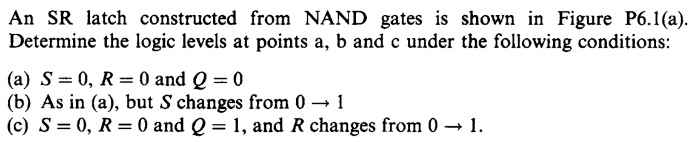 An SR latch constructed from NAND gates is shown in Figure P6.1(a).
Determine the logic levels at points a, b and c under the following conditions:
(a) S = 0, R = 0 and Q = 0
(b) As in (a), but S changes from 0 → 1
(c) S = 0, R = 0 and Q = 1, and R changes from 0 → 1.